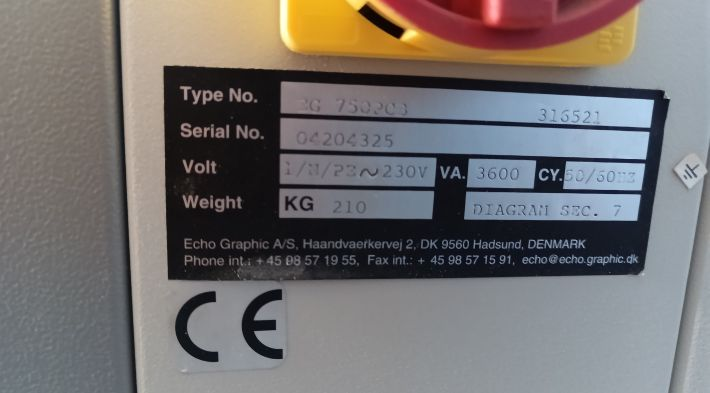 Type No. EG 750PCS 316521
Serial No. 04204325
Volt 1/N/PE~230V VA. 3600 CY. 50/60HZ
Weight KG 210 DIAGRAM SEC. 7
Echo Graphic A/S, Haandvaerkervej 2, DK 9560 Hadsund, DENMARK
Phone int.: + 45 98 57 19 55, Fax int.: + 45 98 57 15 91, echo@echo.graphic.dk
CE